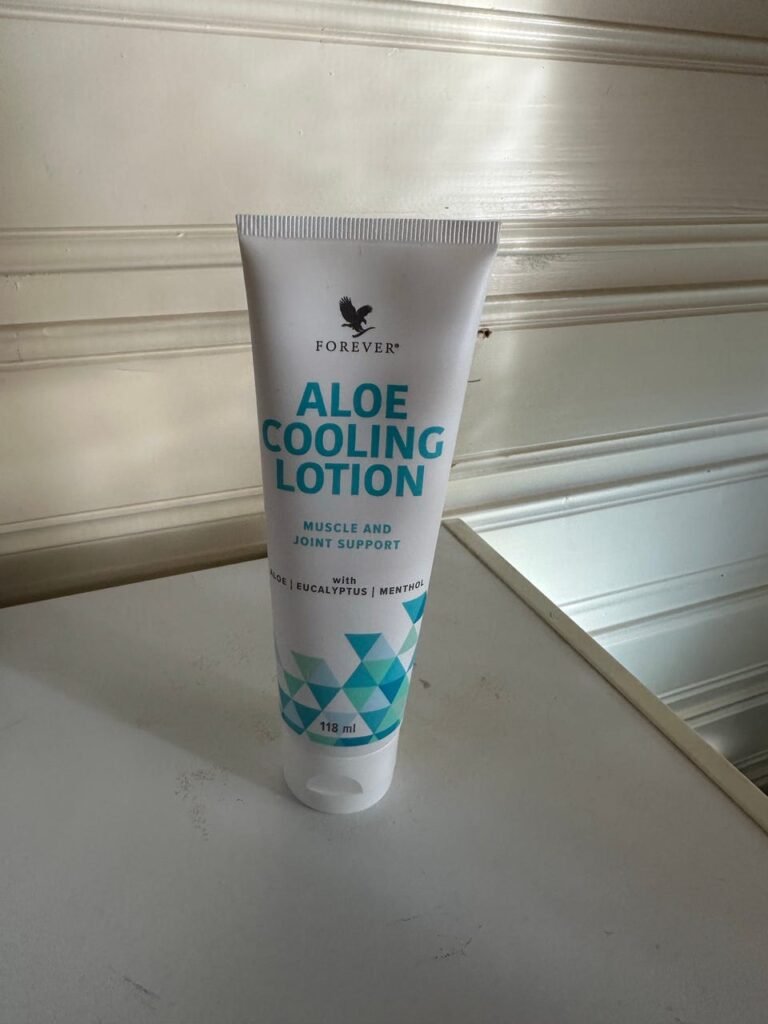 FOREVER®
ALOE
COOLING
LOTION
MUSCLE AND
JOINT SUPPORT
with
ALOE | EUCALYPTUS | MENTHOL
118 ml